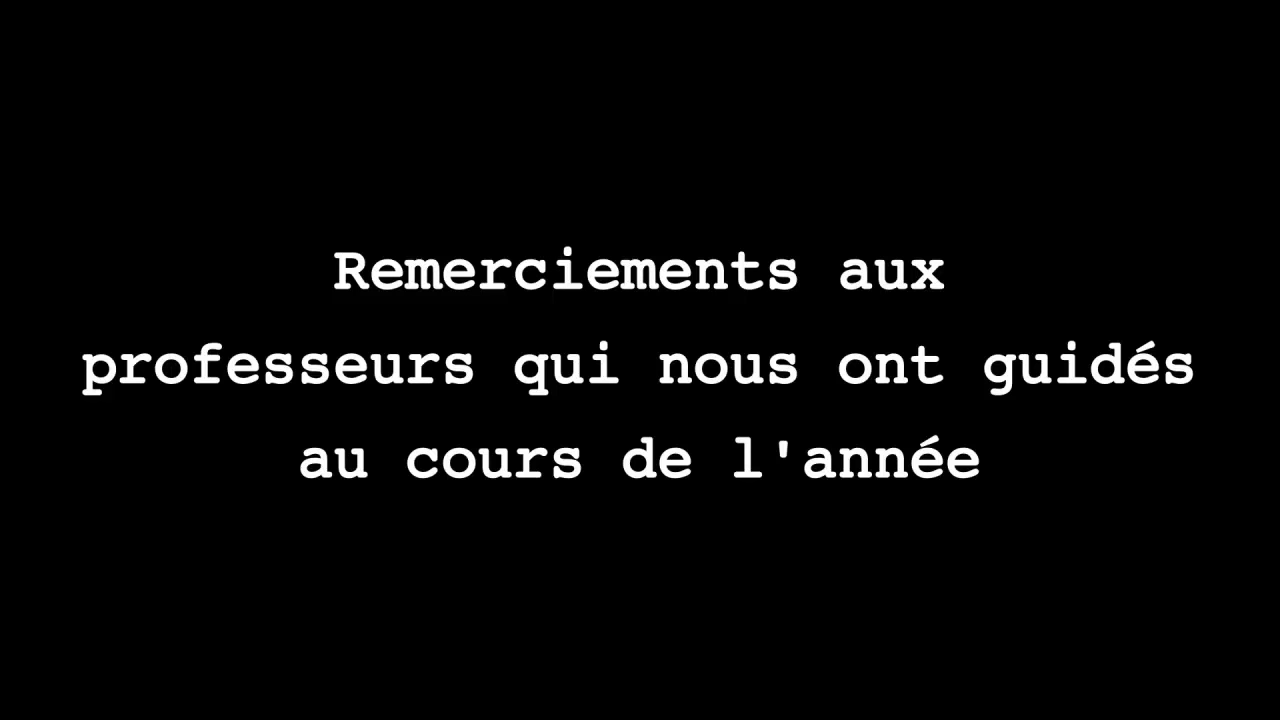 Remerciements aux
professeurs qui nous ont guidés
au cours de l'année